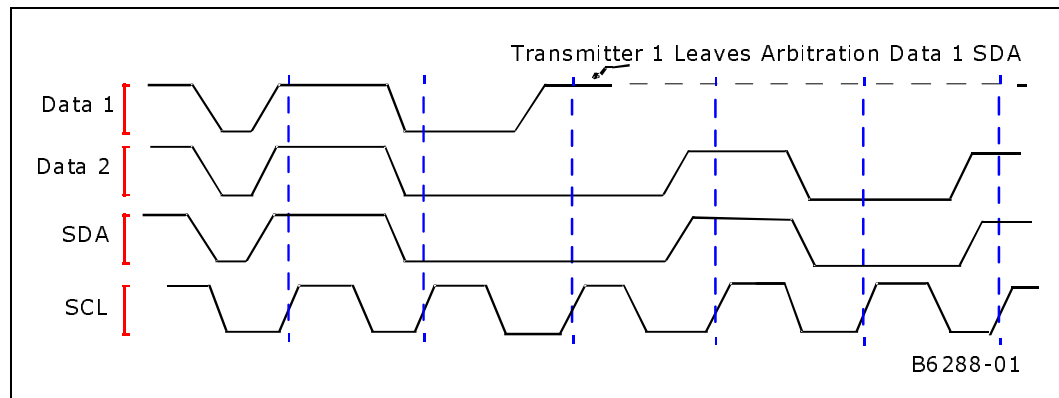 Transmitter 1 Leaves Arbitration Data 1 SDA
Data 1
Data 2
SDA
SCL
B6288-01